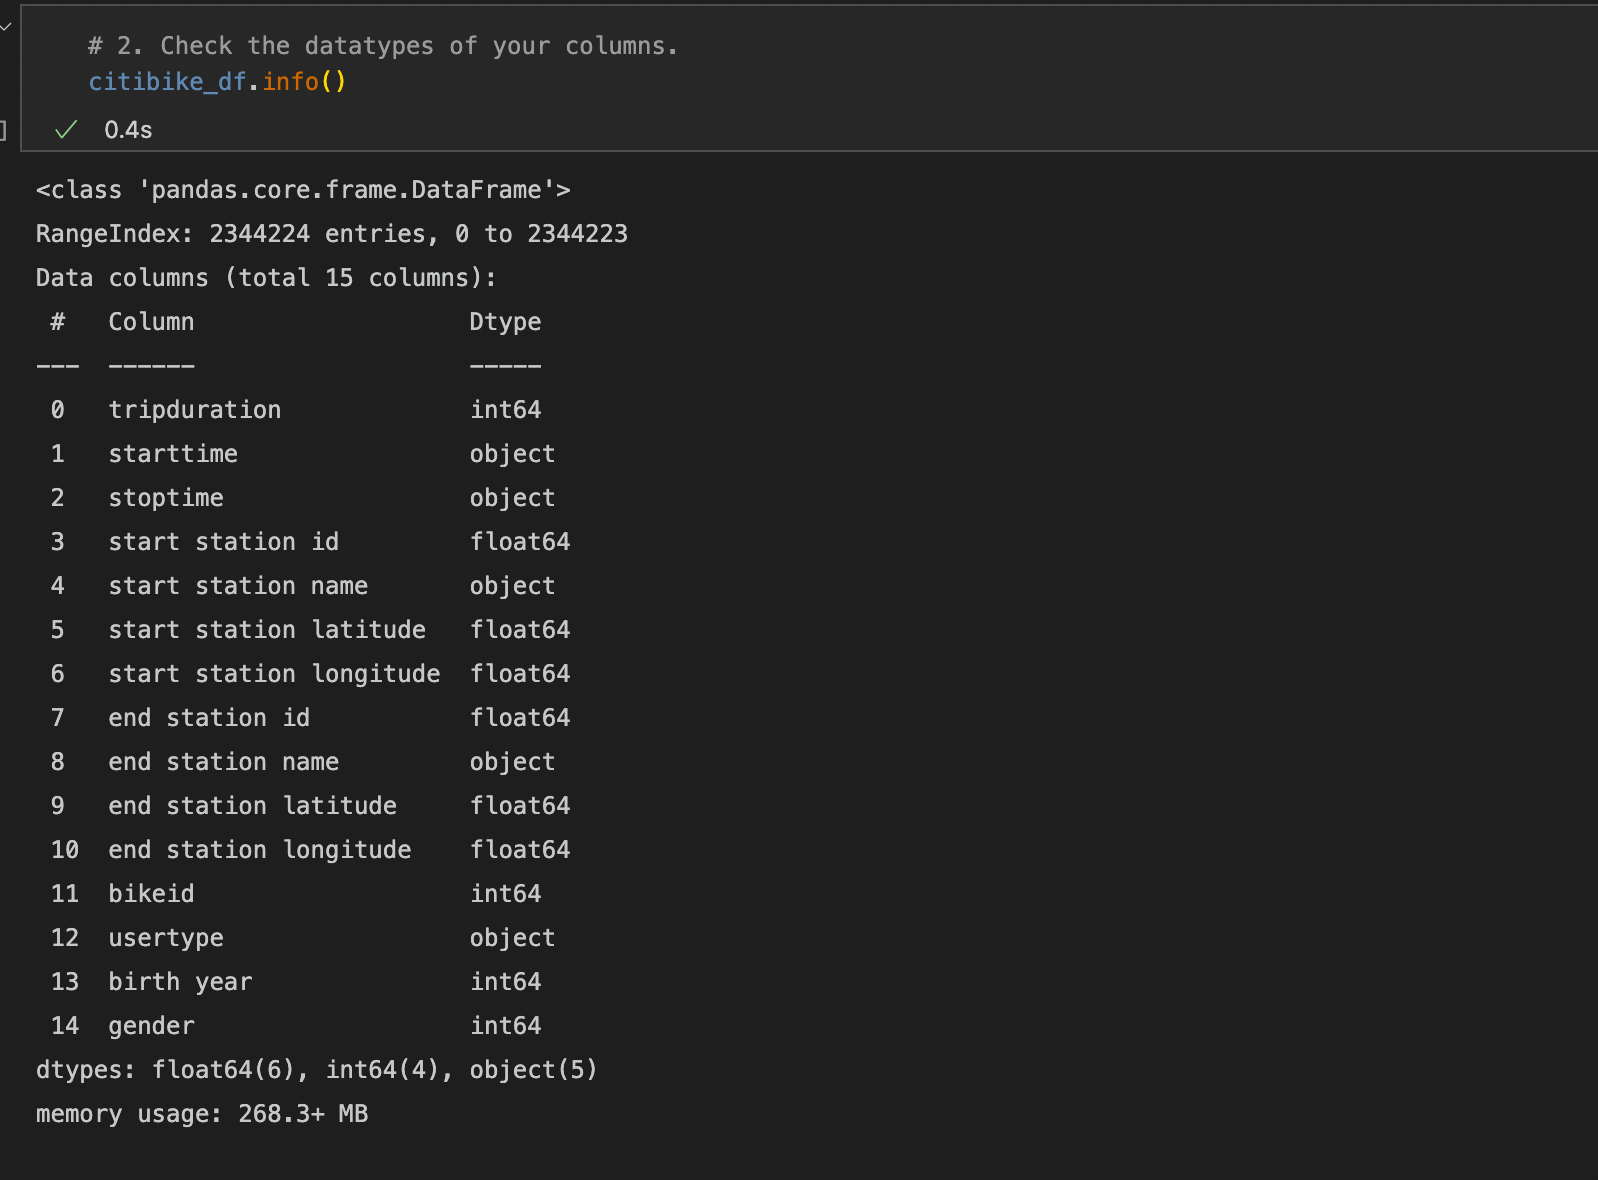 # 2. Check the datatypes of your columns.
citibike_df.info()
0.4s
<class 'pandas.core.frame.DataFrame'>
RangeIndex: 2344224 entries, 0 to 2344223
Data columns (total 15 columns):
 #   Column                   Dtype
---  ------                   -----
 0   tripduration             int64
 1   starttime                object
 2   stoptime                 object
 3   start station id         float64
 4   start station name       object
 5   start station latitude   float64
 6   start station longitude  float64
 7   end station id           float64
 8   end station name         object
 9   end station latitude     float64
 10  end station longitude    float64
 11  bikeid                   int64
 12  usertype                 object
 13  birth year               int64
 14  gender                   int64
dtypes: float64(6), int64(4), object(5)
memory usage: 268.3+ MB